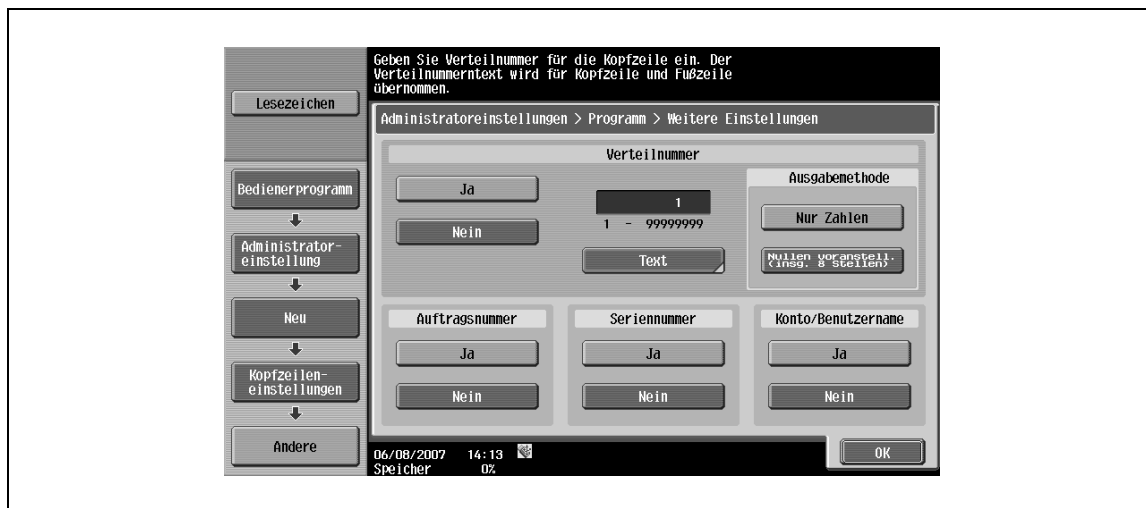 Geben Sie Verteilnummer für die Kopfzeile ein. Der
Verteilnummerntext wird für Kopfzeile und Fußzeile
übernommen.
Lesezeichen
Administratoreinstellungen > Programm > Weitere Einstellungen
Verteilnummer
Ausgabemethode
Bedienerprogramm
Ja
1
Nur Zahlen
Nein
1 - 99999999
Administrator-
einstellung
Text
Nullen voranstell.
(insg. 8 stellen)
Neu
Auftragsnummer
Seriennummer
Konto/Benutzername
Ja
Ja
Ja
Kopfzeilen-
einstellungen
Nein
Nein
Nein
Andere
06/08/2007 14:13
Speicher 0%
OK